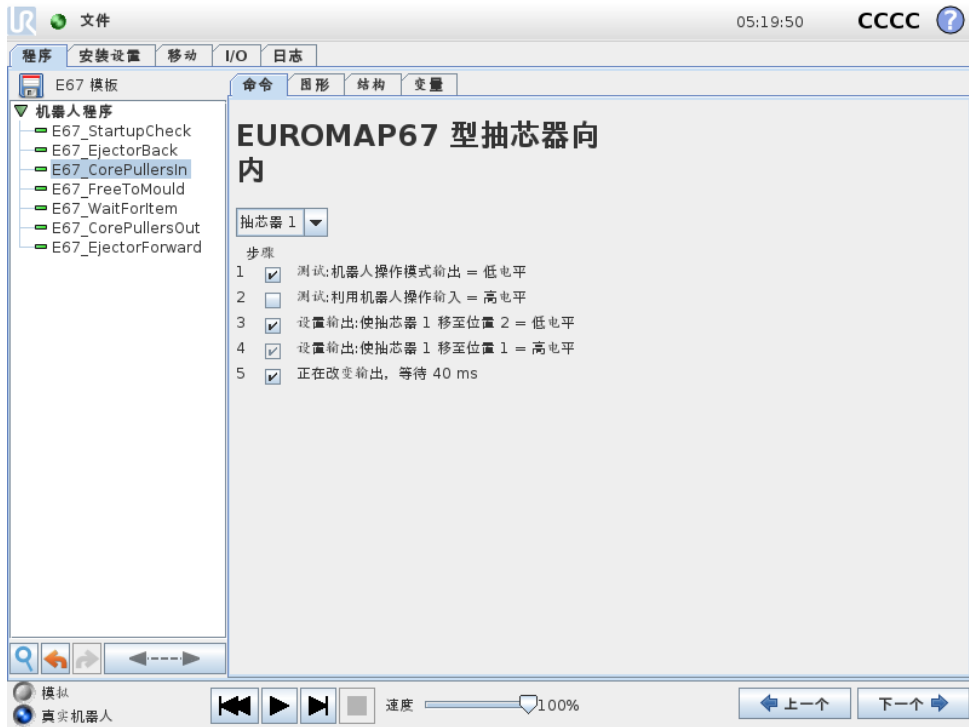 UR 文件 05:19:50 CCCC ?
程序 安装设置 移动 I/O 日志
E67 模板
命令 图形 结构 变量
机器人程序
E67_StartupCheck
E67_EjectorBack
E67_CorePullersIn
E67_FreeToMould
E67_WaitForItem
E67_CorePullersOut
E67_EjectorForward
EUROMAP67 型抽芯器向
内
抽芯器 1
步骤
1 测试:机器人操作模式输出 = 低电平
2 测试:利用机器人操作输入 = 高电平
3 设置输出:使抽芯器 1 移至位置 2 = 低电平
4 设置输出:使抽芯器 1 移至位置 1 = 高电平
5 正在改变输出，等待 40 ms
模拟
真实机器人
速度 100%
上一个 下一个